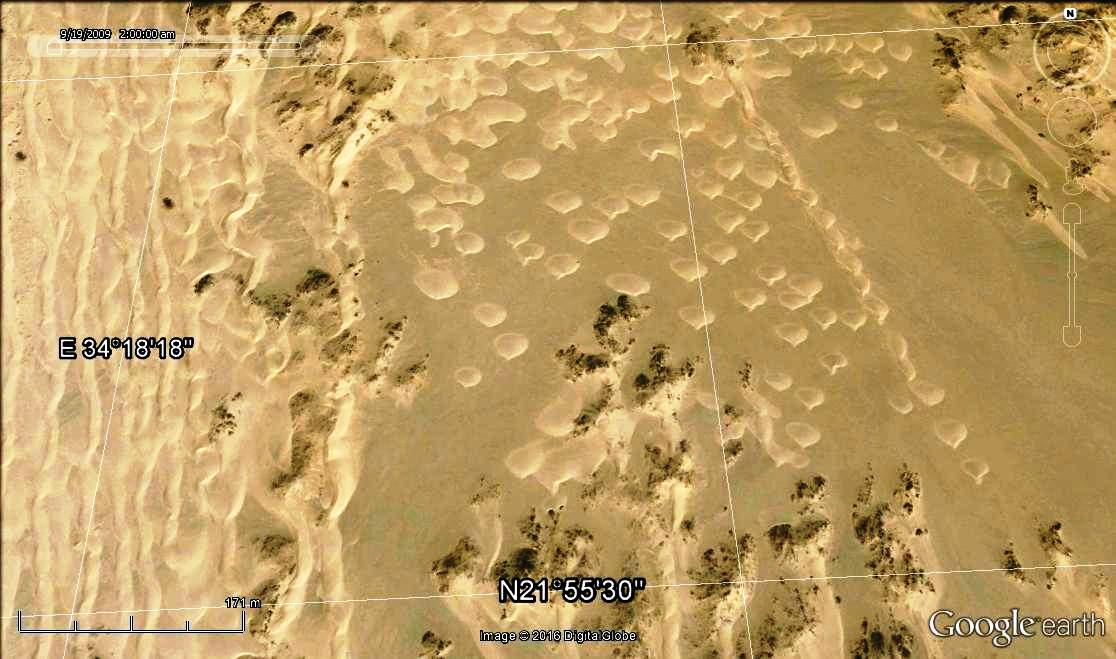 9/19/2009 2:00:00 am
N
E 34°18'18"
N21°55'30"
171 m
Image © 2016 DigitalGlobe
Google earth